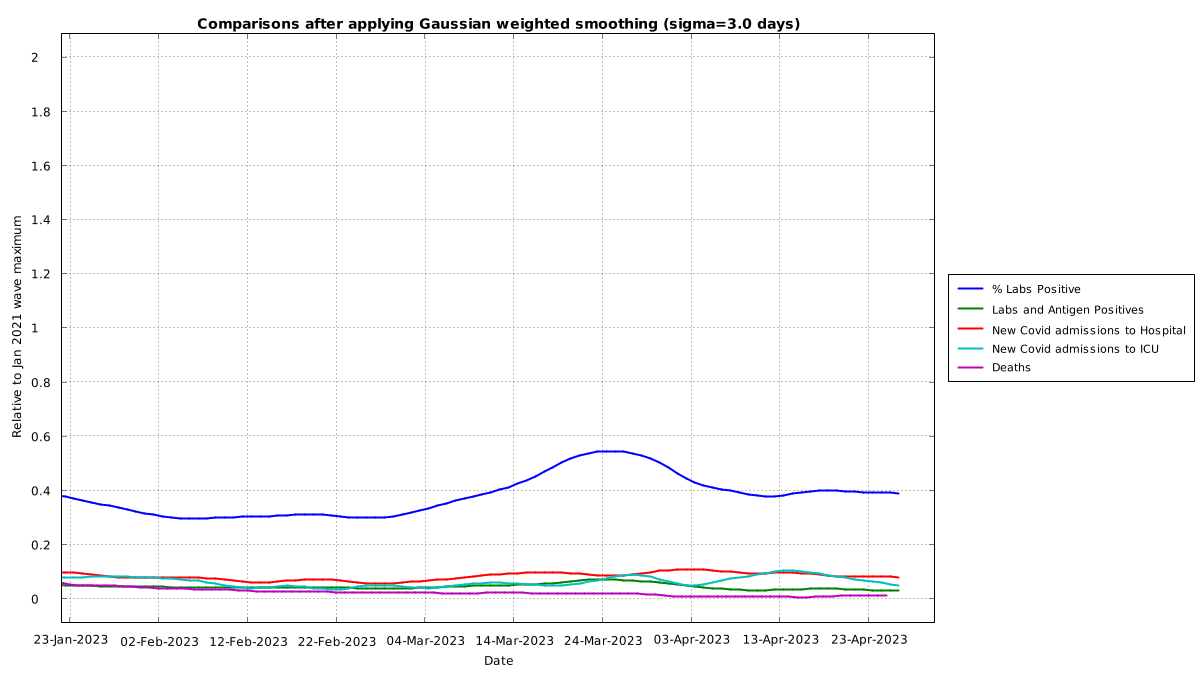 Comparisons after applying Gaussian weighted smoothing (sigma=3.0 days)
Relative to Jan 2021 wave maximum
2
1.8
1.6
1.4
1.2
1
0.8
0.6
0.4
0.2
0
23-Jan-2023 02-Feb-2023 12-Feb-2023 22-Feb-2023 04-Mar-2023 14-Mar-2023 24-Mar-2023 03-Apr-2023 13-Apr-2023 23-Apr-2023
Date
% Labs Positive
Labs and Antigen Positives
New Covid admissions to Hospital
New Covid admissions to ICU
Deaths